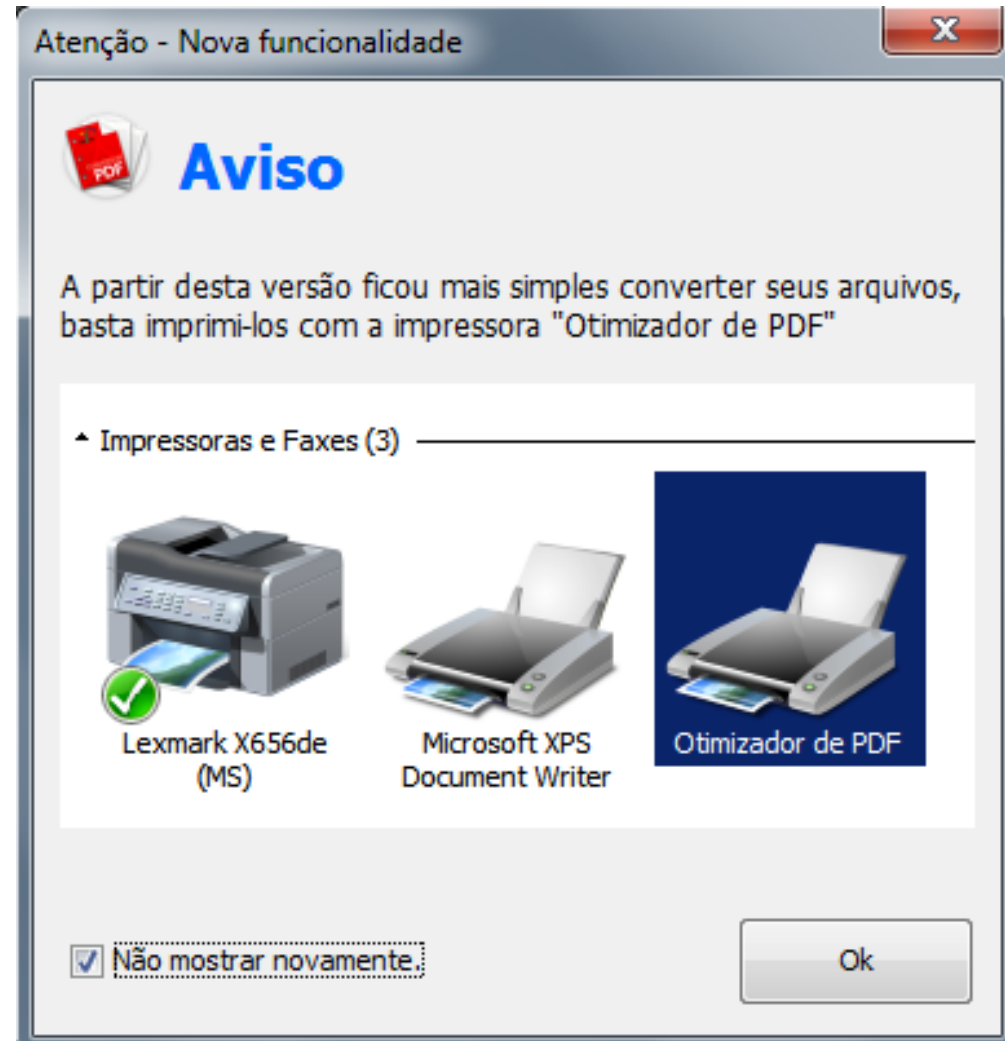 Atenção - Nova funcionalidade
PDF
Aviso
A partir desta versão ficou mais simples converter seus arquivos,
basta imprimi-los com a impressora "Otimizador de PDF"
Impressoras e Faxes (3)
Lexmark X656de
(MS)
Microsoft XPS
Document Writer
Otimizador de PDF
Não mostrar novamente.
Ok